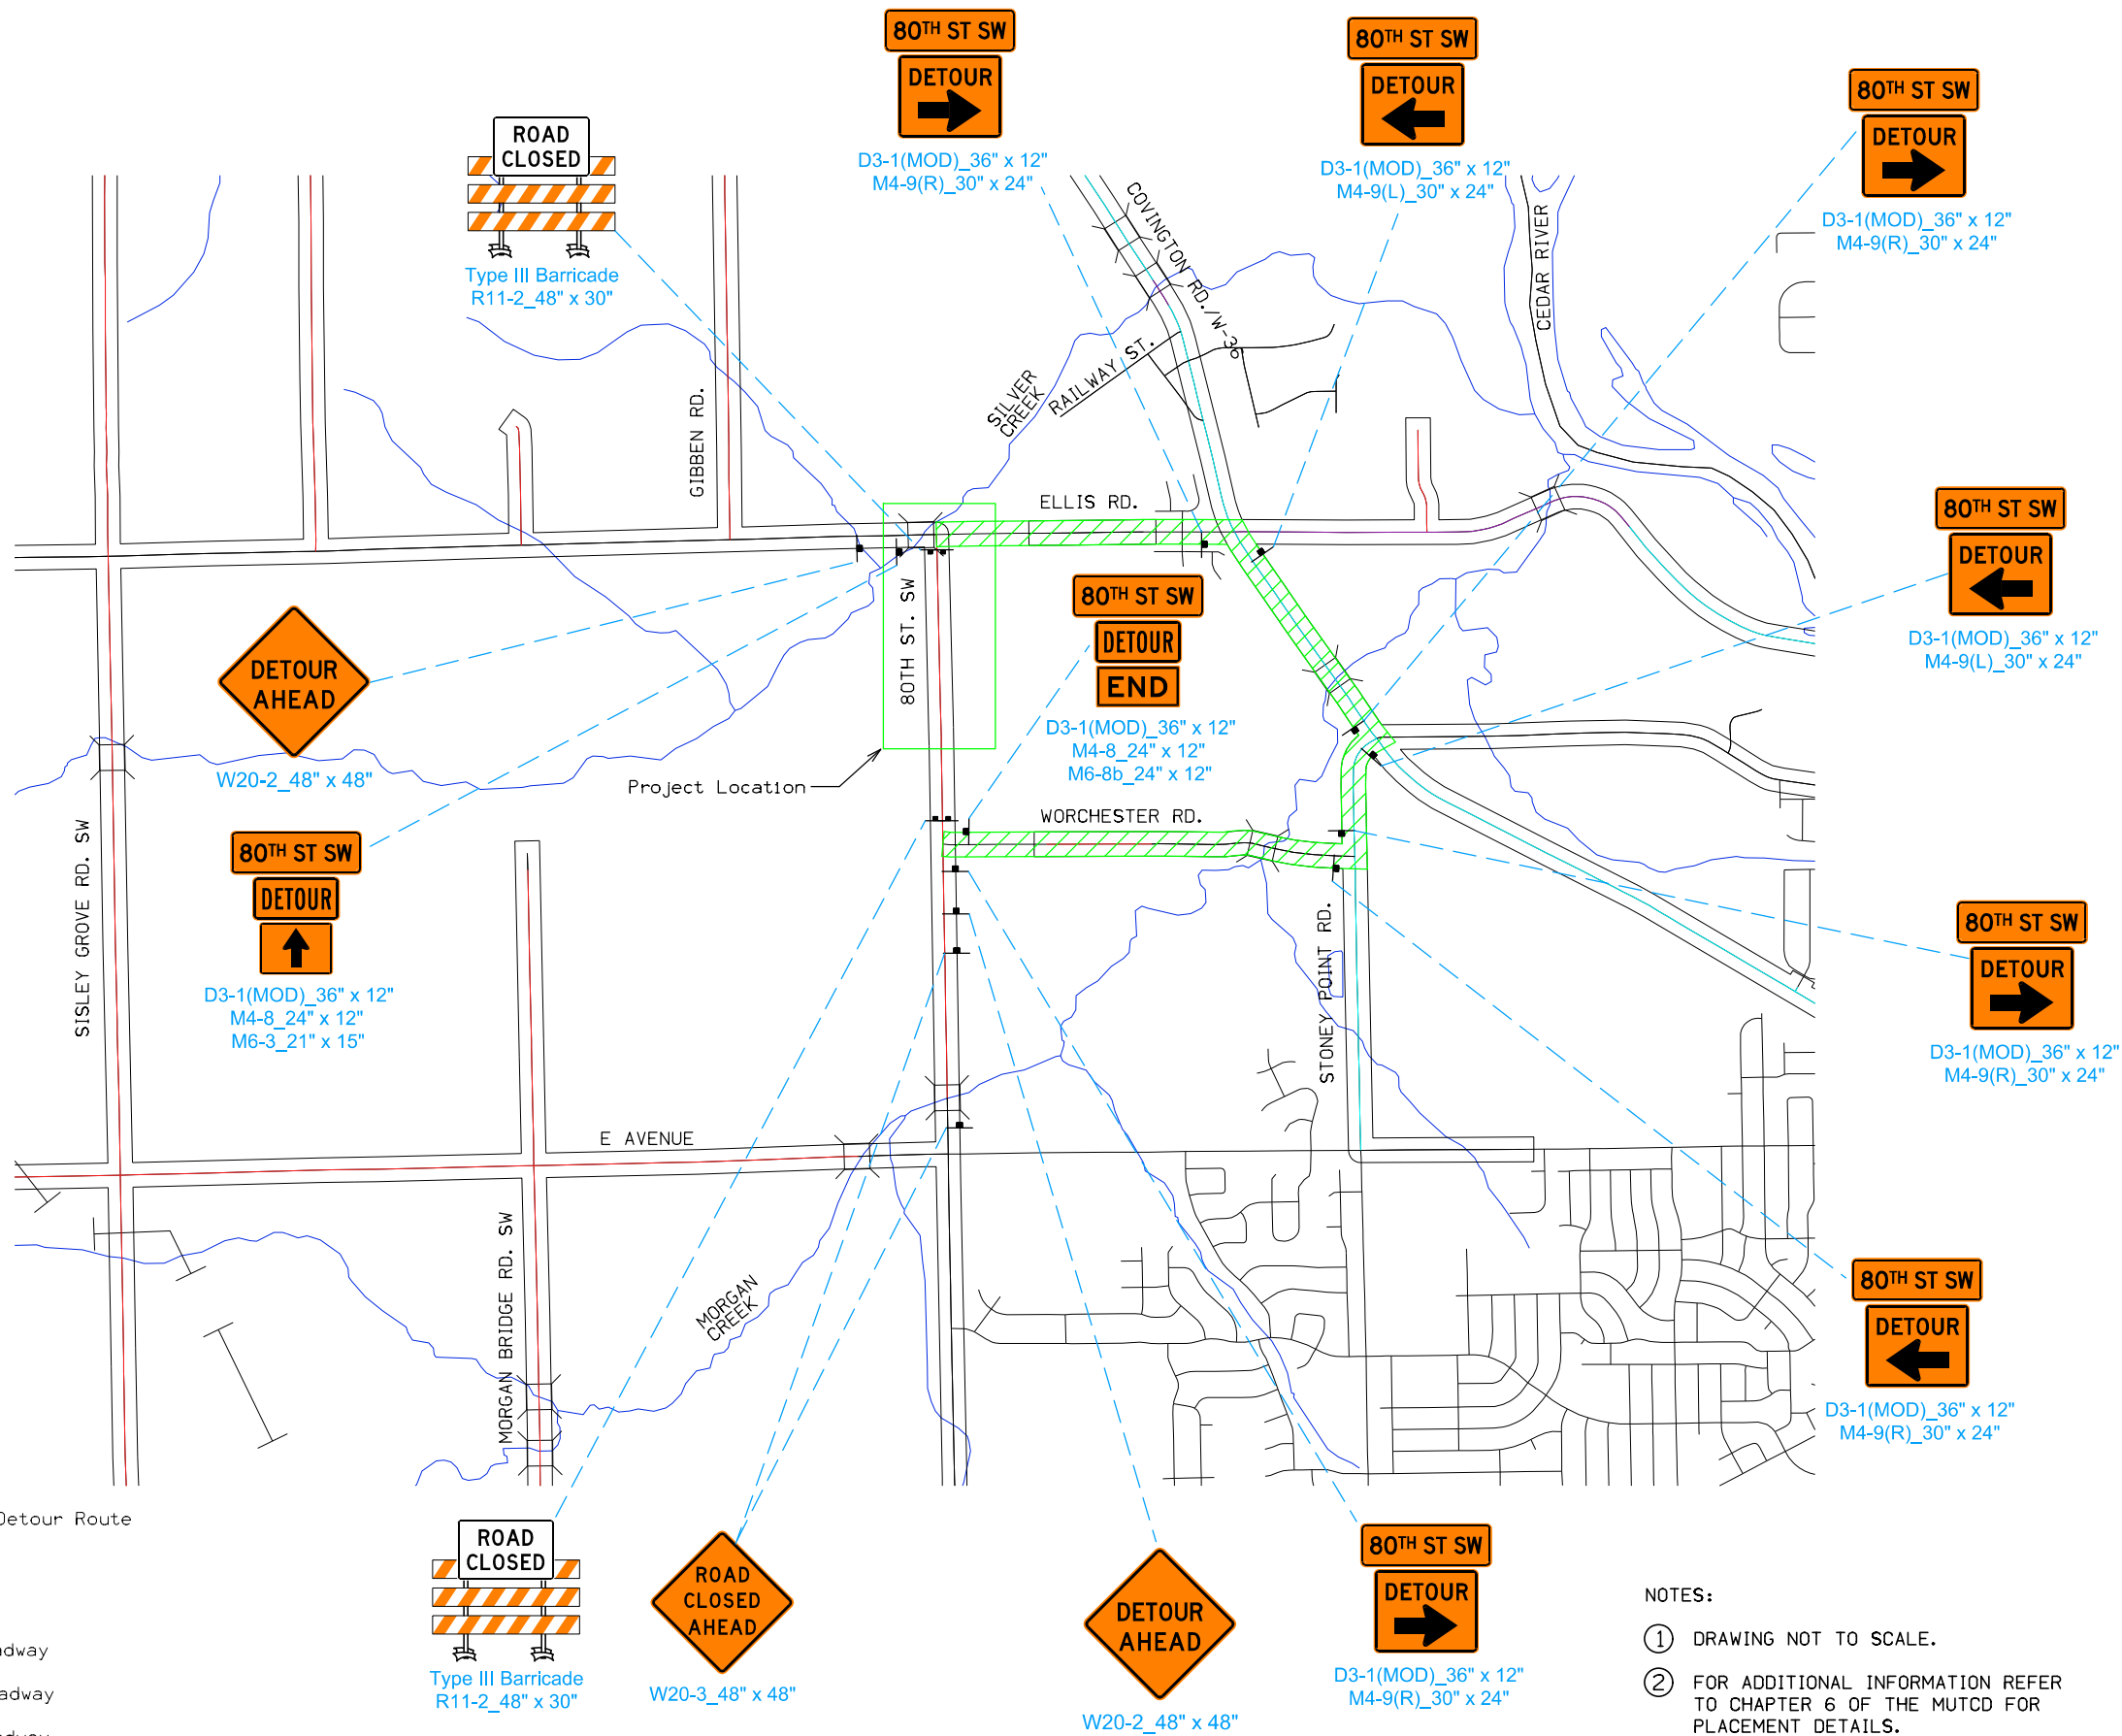 80TH ST SW
DETOUR
D3-1(MOD)_36" x 12"
M4-9(R)_30" x 24"
80TH ST SW
DETOUR
D3-1(MOD)_36" x 12"
M4-9(L)_30" x 24"
80TH ST SW
DETOUR
D3-1(MOD)_36" x 12"
M4-9(R)_30" x 24"
ROAD
CLOSED
Type III Barricade
R11-2_48" x 30"
COVINGTON RD./W-36
CEDAR RIVER
SILVER
CREEK
RAILWAY ST.
GIBBEN RD.
ELLIS RD.
80TH ST SW
DETOUR
D3-1(MOD)_36" x 12"
M4-9(L)_30" x 24"
80TH ST. SW
80TH ST SW
DETOUR
END
D3-1(MOD)_36" x 12"
M4-8_24" x 12"
M6-8b_24" x 12"
DETOUR
AHEAD
W20-2_48" x 48"
Project Location
WORCHESTER RD.
SISLEY GROVE RD. SW
80TH ST SW
DETOUR
D3-1(MOD)_36" x 12"
M4-8_24" x 12"
M6-3_21" x 15"
STONEY POINT RD.
80TH ST SW
DETOUR
D3-1(MOD)_36" x 12"
M4-9(R)_30" x 24"
E AVENUE
MORGAN BRIDGE RD. SW
MORGAN
CREEK
80TH ST SW
DETOUR
D3-1(MOD)_36" x 12"
M4-9(R)_30" x 24"
Detour Route
adway
adway
adway
ROAD
CLOSED
Type III Barricade
R11-2_48" x 30"
ROAD
CLOSED
AHEAD
W20-3_48" x 48"
DETOUR
AHEAD
W20-2_48" x 48"
80TH ST SW
DETOUR
D3-1(MOD)_36" x 12"
M4-9(R)_30" x 24"
NOTES:
1 DRAWING NOT TO SCALE.
2 FOR ADDITIONAL INFORMATION REFER
TO CHAPTER 6 OF THE MUTCD FOR
PLACEMENT DETAILS.